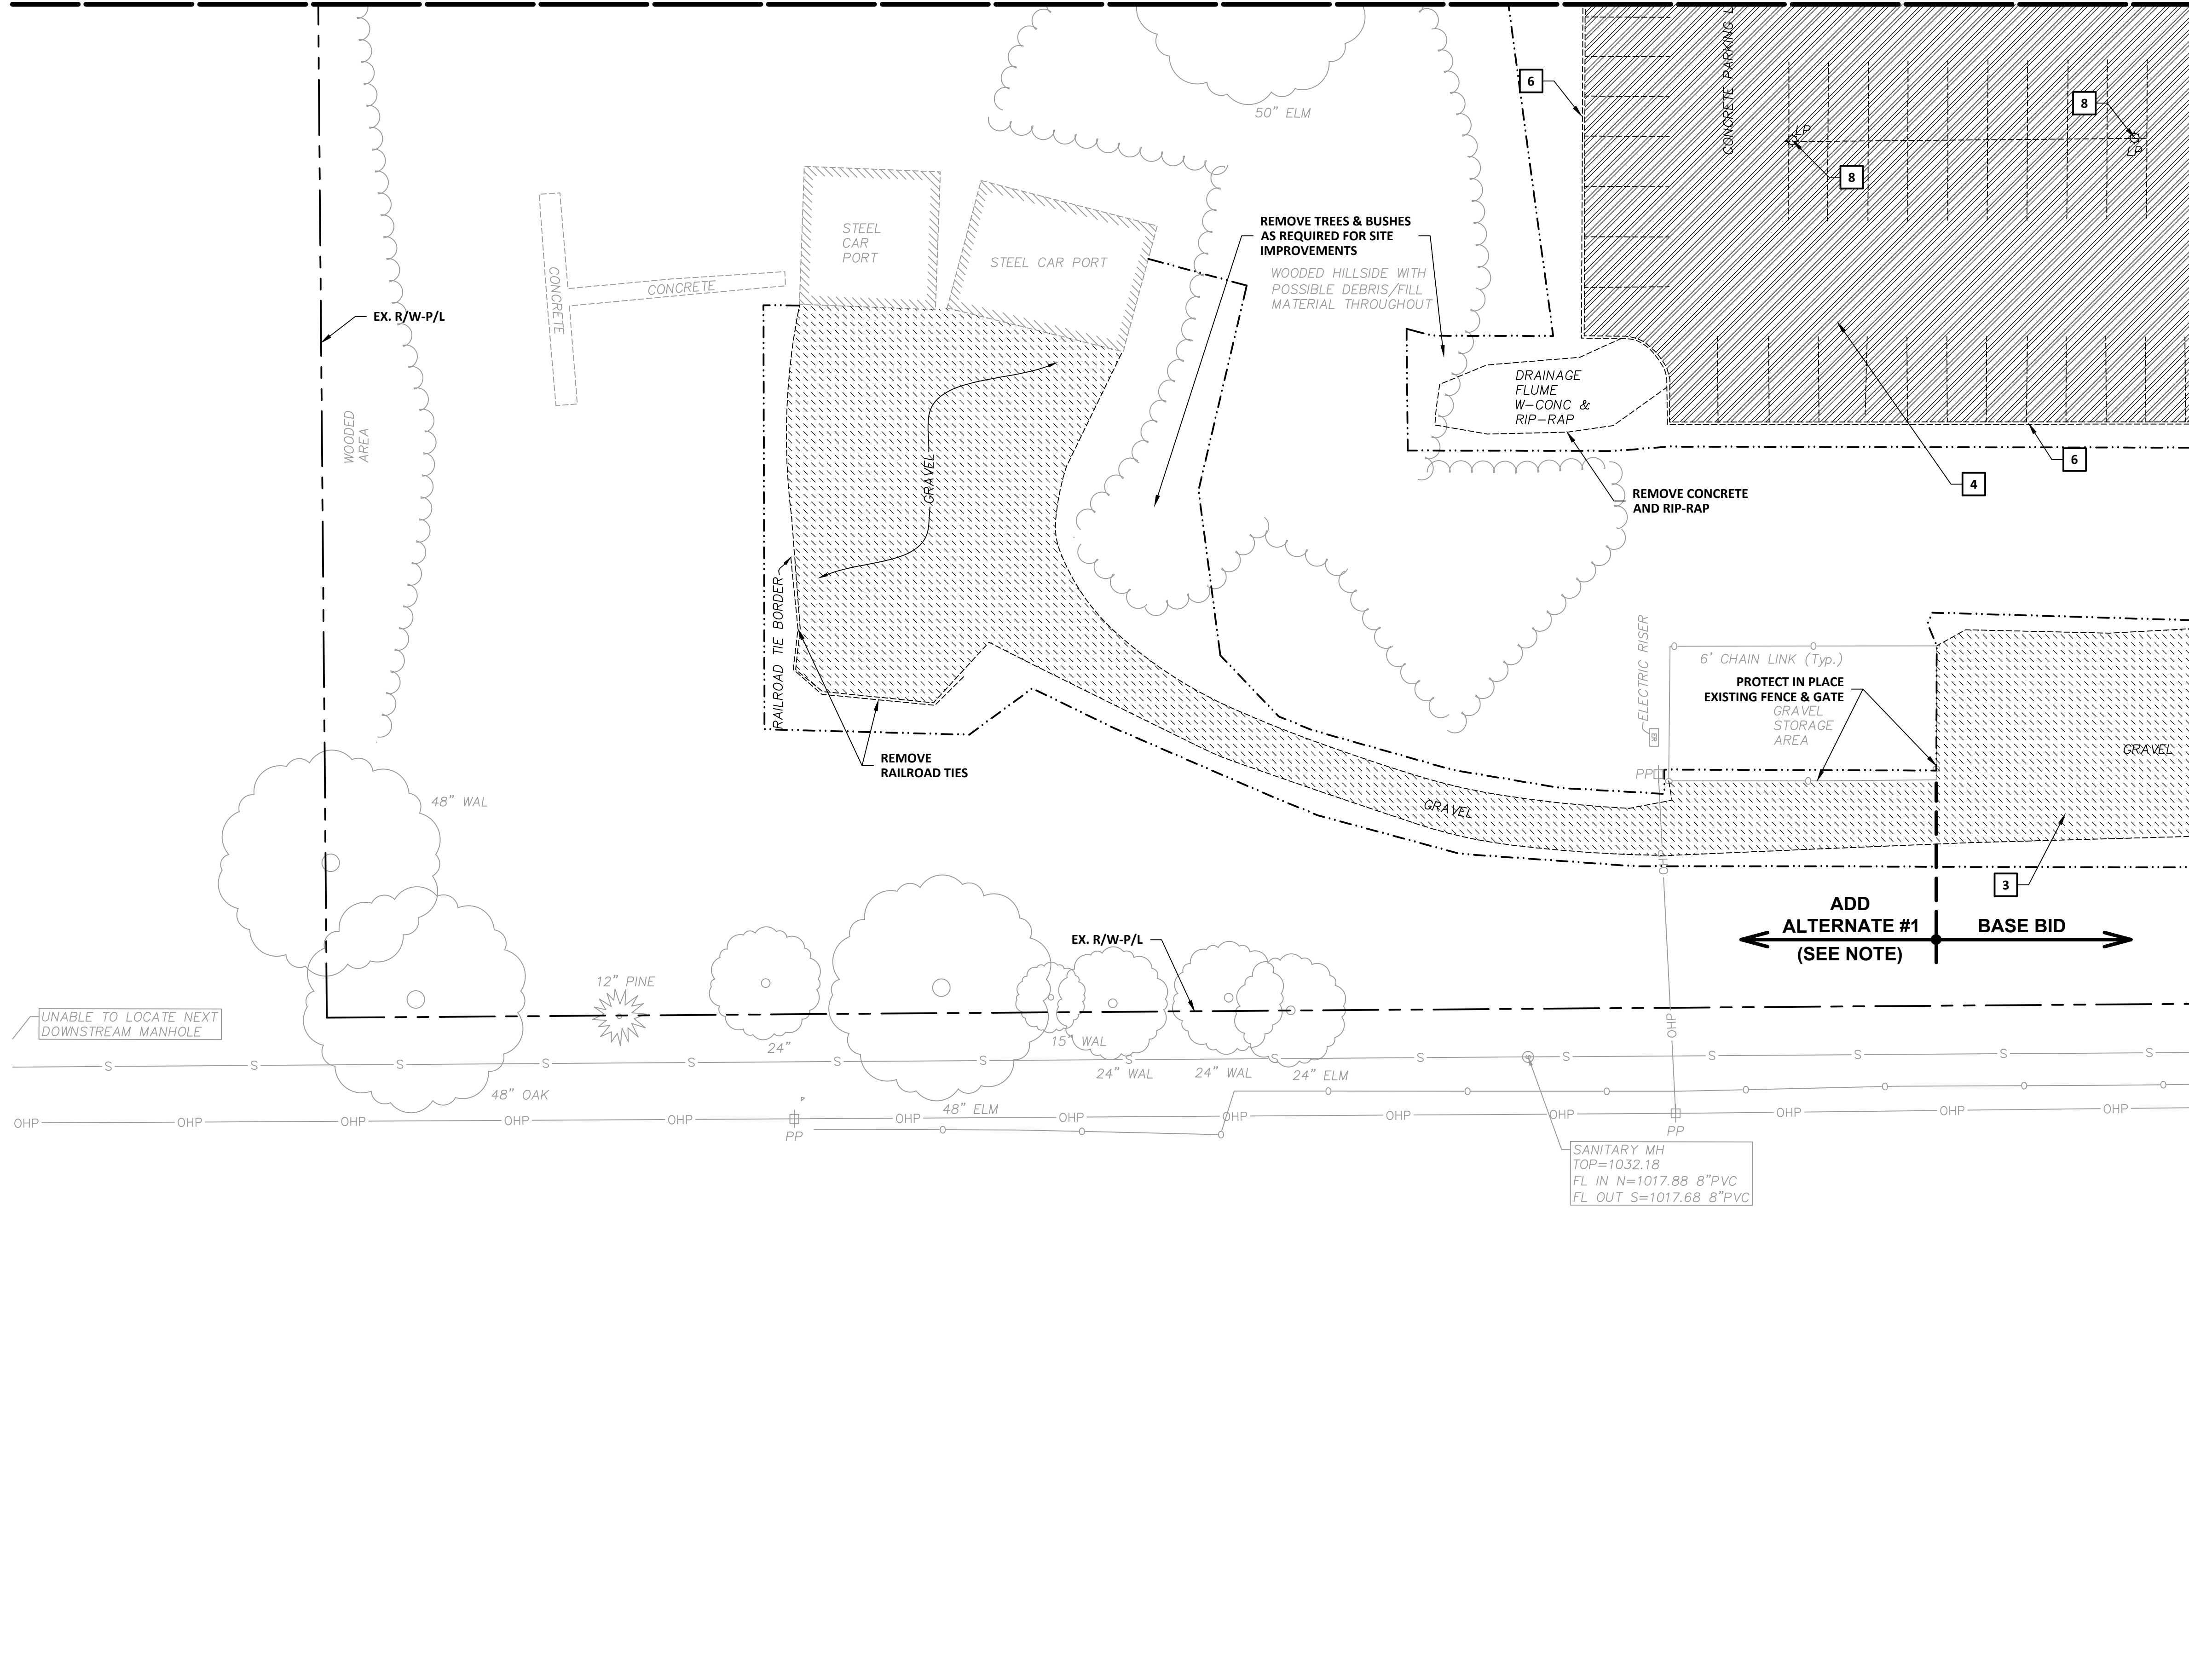 CONCRETE PARKING L
6
8
LP
LP
8
50" ELM
STEEL
CAR
PORT
STEEL CAR PORT
REMOVE TREES & BUSHES
AS REQUIRED FOR SITE
IMPROVEMENTS
WOODED HILLSIDE WITH
POSSIBLE DEBRIS/FILL
MATERIAL THROUGHOUT
CONCRETE
CONCRETE
EX. R/W-P/L
WOODED
AREA
DRAINAGE
FLUME
W-CONC &
RIP-RAP
6
4
GRAVEL
REMOVE CONCRETE
AND RIP-RAP
RAILROAD TIE BORDER
REMOVE
RAILROAD TIES
ELECTRIC RISER
ER
6' CHAIN LINK (Typ.)
PROTECT IN PLACE
EXISTING FENCE & GATE
GRAVEL
STORAGE
AREA
GRAVEL
PP
GRAVEL
48" WAL
OHP
3
ADD
ALTERNATE #1
(SEE NOTE)
BASE BID
EX. R/W-P/L
12" PINE
UNABLE TO LOCATE NEXT
DOWNSTREAM MANHOLE
OHP
24"
15" WAL
24" WAL
24" WAL
24" ELM
S S S S S S S S S S S S S S S
S
48" OAK
48" ELM
OHP OHP OHP OHP OHP OHP OHP OHP OHP OHP OHP OHP OHP
PP
PP
SANITARY MH
TOP=1032.18
FL IN N=1017.88 8"PVC
FL OUT S=1017.68 8"PVC